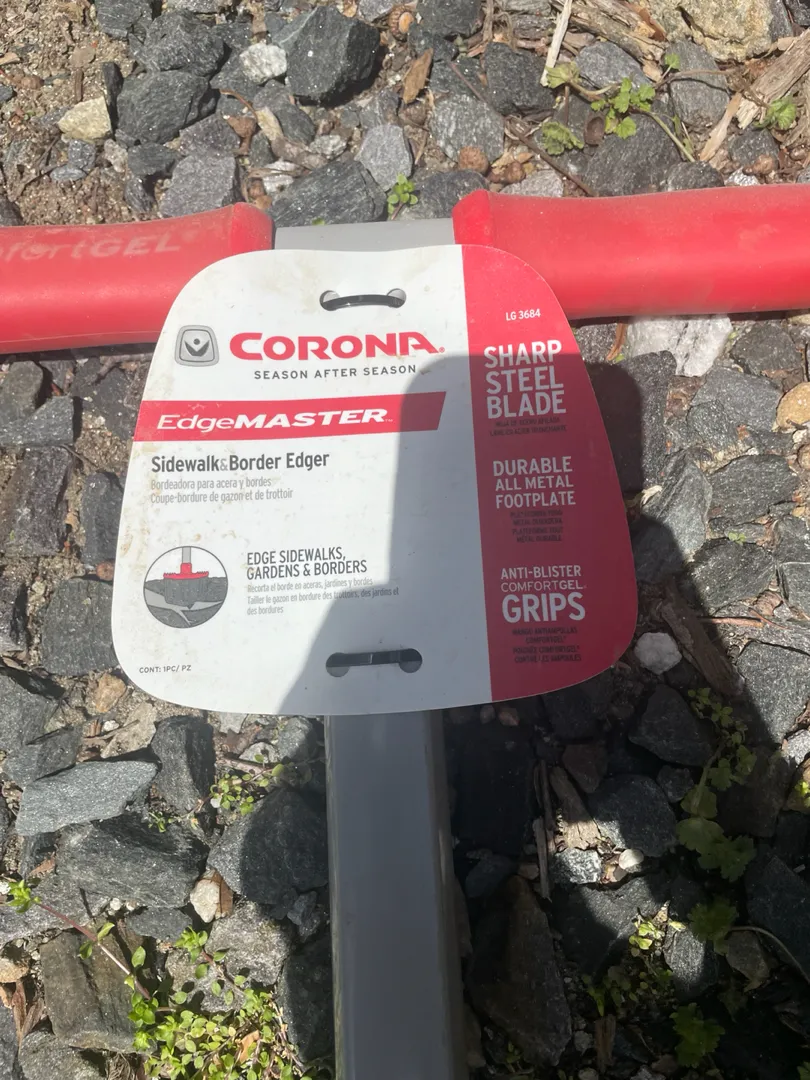 ComfortGEL
LG 3684
CORONA®
SEASON AFTER SEASON™
EdgeMASTER™
Sidewalk&Border Edger
Bordeadora para acera y bordes
Coupe-bordure de gazon et de trottoir
EDGE SIDEWALKS,
GARDENS & BORDERS
Recorta el borde en aceras, jardines y bordes
Tailler le gazon en bordure des trottoirs, des jardins et
des bordures
CONT: 1PC/ PZ
SHARP
STEEL
BLADE
DURABLE
ALL METAL
FOOTPLATE
ANTI-BLISTER
COMFORTGEL
GRIPS